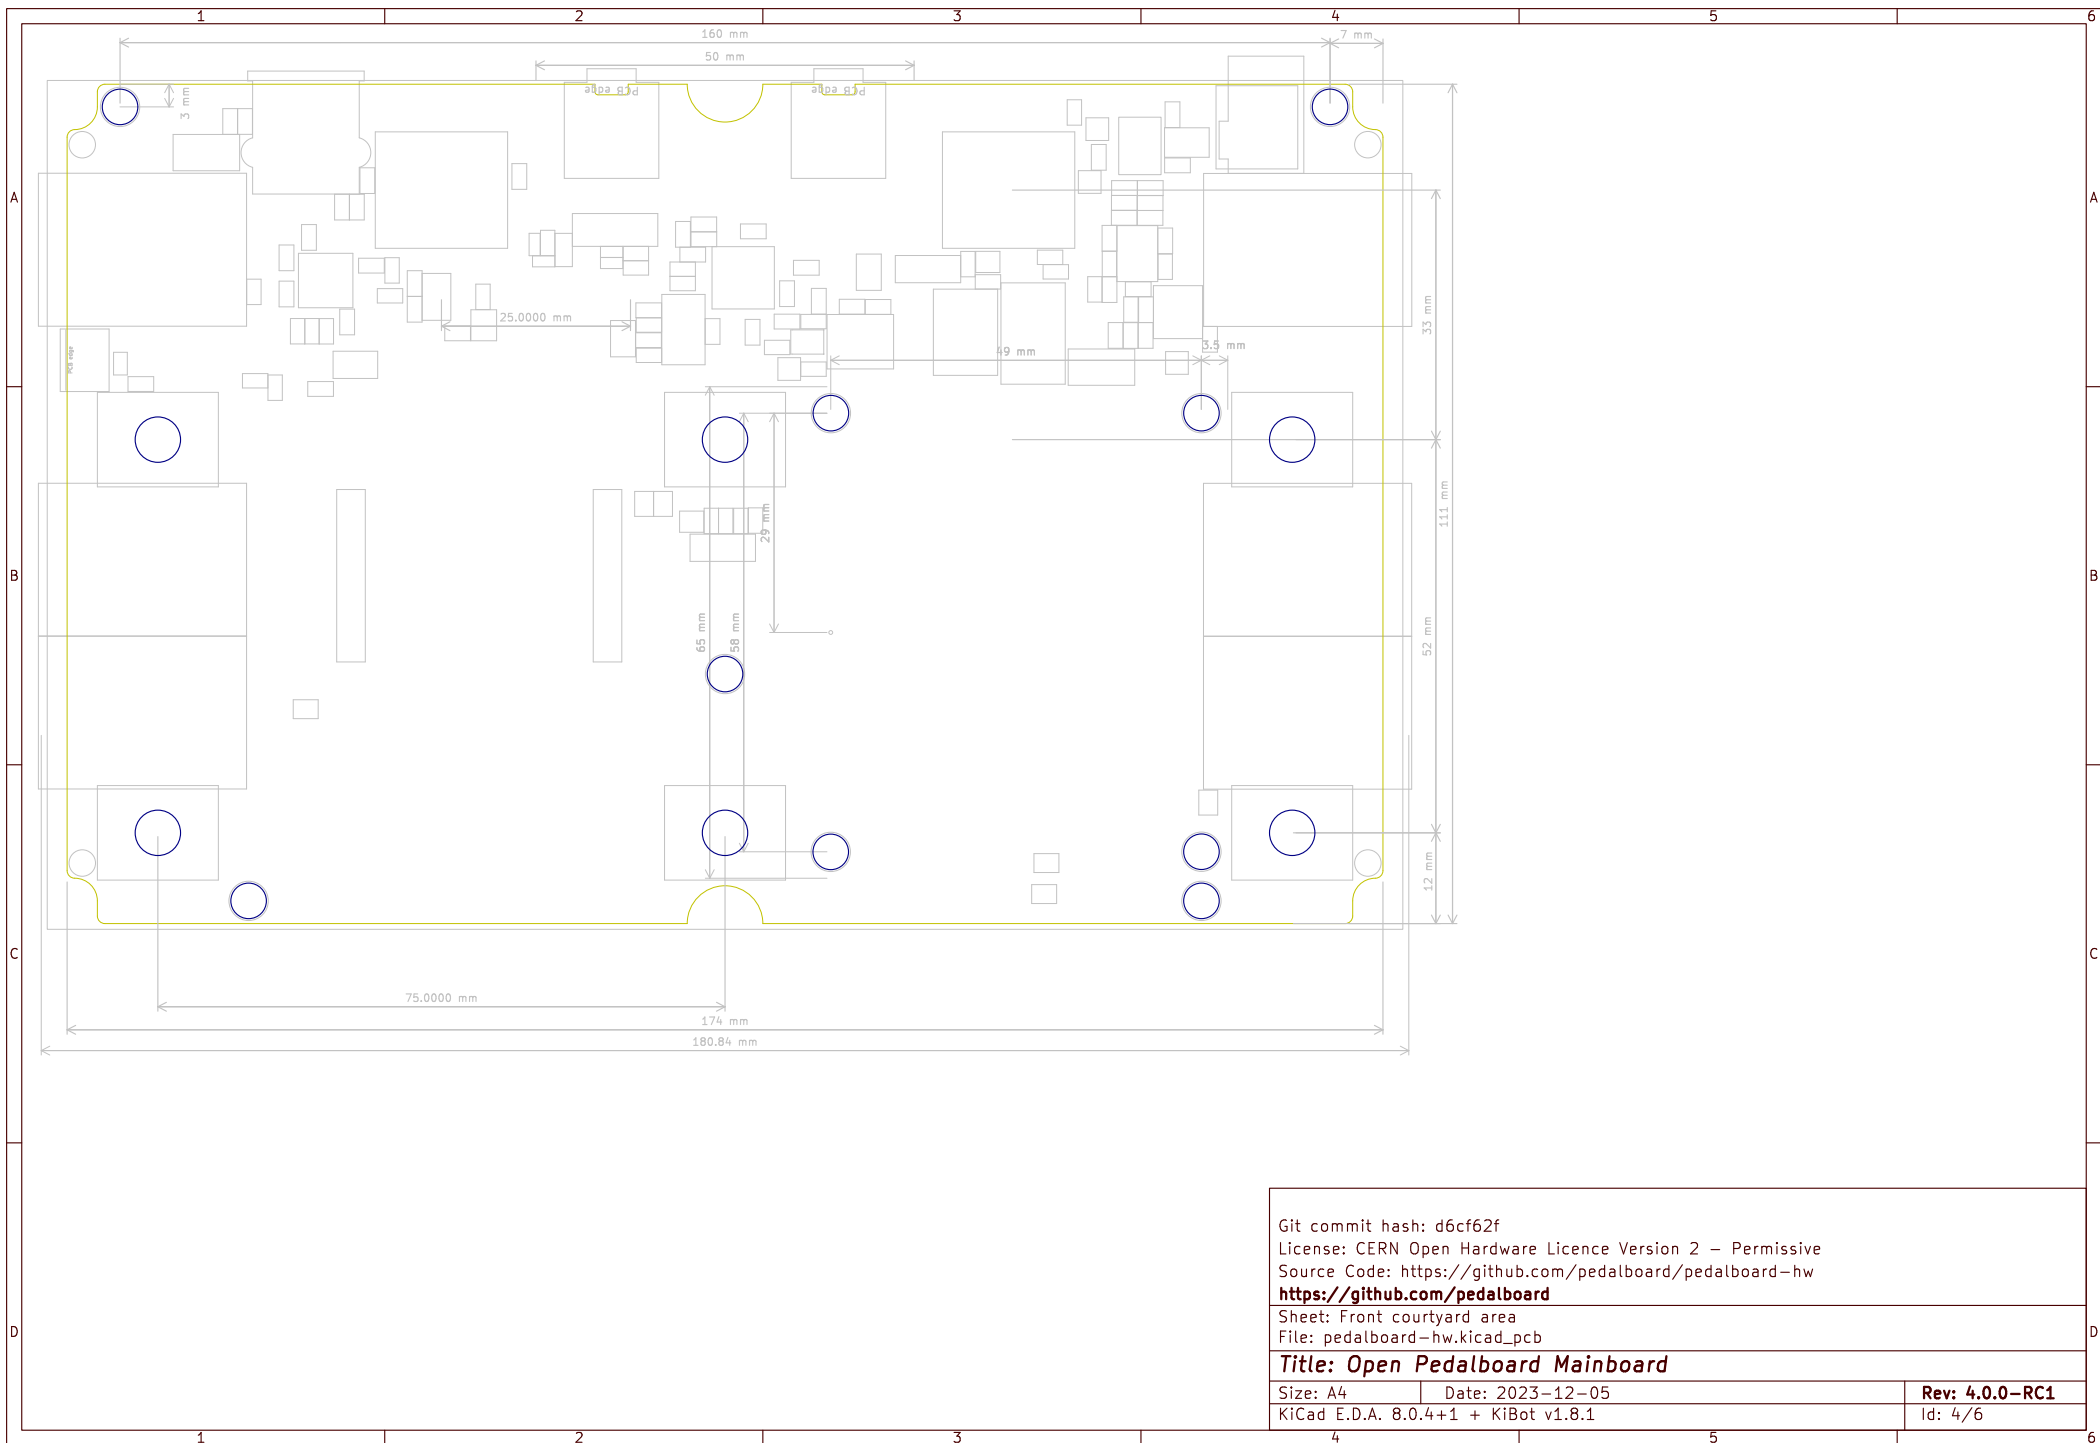 1 2 3 4 5 6
160 mm
7 mm
50 mm
3 mm
PCB edge
PCB edge
A
A
33 mm
25.0000 mm
3.5 mm
49 mm
PCB edge
111 mm
29 mm
B
B
65 mm
58 mm
52 mm
12 mm
C
C
75.0000 mm
174 mm
180.84 mm
Git commit hash: d6cf62f
License: CERN Open Hardware Licence Version 2 - Permissive
Source Code: https://github.com/pedalboard/pedalboard-hw
https://github.com/pedalboard
Sheet: Front courtyard area
D
D
File: pedalboard-hw.kicad_pcb
Title: Open Pedalboard Mainboard
Size: A4 Date: 2023-12-05 Rev: 4.0.0-RC1
KiCad E.D.A. 8.0.4+1 + KiBot v1.8.1 Id: 4/6
1 2 3 4 5 6